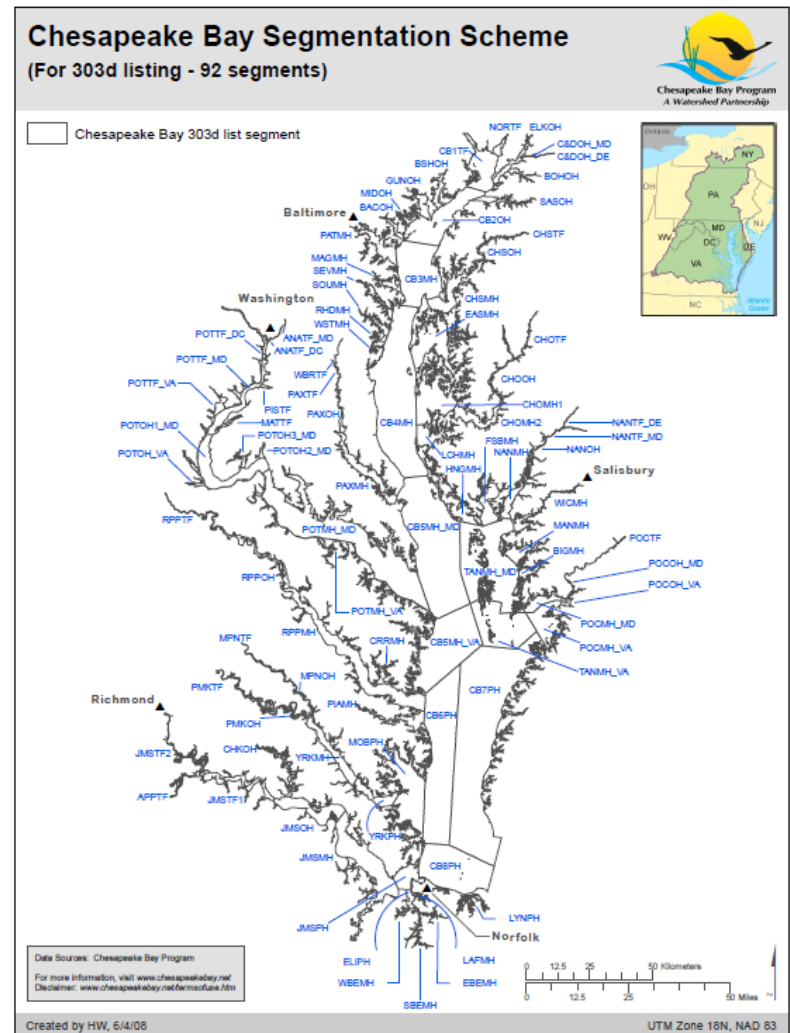 Chesapeake Bay Segmentation Scheme
(For 303d listing - 92 segments)
Chesapeake Bay Program
A Watershed Partnership
Chesapeake Bay 303d list segment
NORTF
ELKOH
CB1TF
C&DOH_MD
C&DOH_DE
BSHOH
BOHOH
GUNOH
MIDOH
BACOH
SASOH
Baltimore
CB2OH
CHSTF
PATMH
CHSOH
MAGMH
SEVMH
SOUMH
CB3MH
Washington
RHDMH
WSTMH
CHSMH
EASMH
POTTF_DC
ANATF_MD
ANATF_DC
CHOTF
POTTF_MD
WBRTF
POTTF_VA
PAXTF
CHOOH
PISTF
PAXOH
CHOMH1
POTOH1_MD
MATTF
CB4MH
CHOMH2
NANTF_DE
POTOH3_MD
NANTF_MD
POTOH_VA
POTOH2_MD
LCHMH
FSBMH
NANMH
NANOH
HNGMH
Salisbury
PAXMH
WICMH
RPPTF
POTMH_MD
CB5MH_MD
MANMH
POCTF
BIGMH
TANMH_MD
POCOH_MD
RPPOH
POCOH_VA
POTMH_VA
POCMH_MD
RPPMH
CRRMH
CB5MH_VA
POCMH_VA
MPNTF
TANMH_VA
PMKTF
MPNOH
CB7PH
Richmond
PIAMH
CB6PH
PMKOH
MOBPH
JMSTF2
CHKOH
YRKMH
APPTF
JMSTF1
JMSOH
YRKPH
JMSMH
CB8PH
JMSPH
LYNPH
Norfolk
ELIPH
LAFMH
WBEMH
EBEMH
SBEMH
Ontario
NY
OH
PA
NJ
MD
WV
DC
DE
VA
NC
Atlantic
Ocean
Data Sources: Chesapeake Bay Program
For more information, visit www.chesapeakebay.net
Disclaimer: www.chesapeakebay.net/termsofuse.htm
0 12.5 25 50 Kilometers
0 12.5 25 50 Miles
Created by HW, 6/4/08
UTM Zone 18N, NAD 83